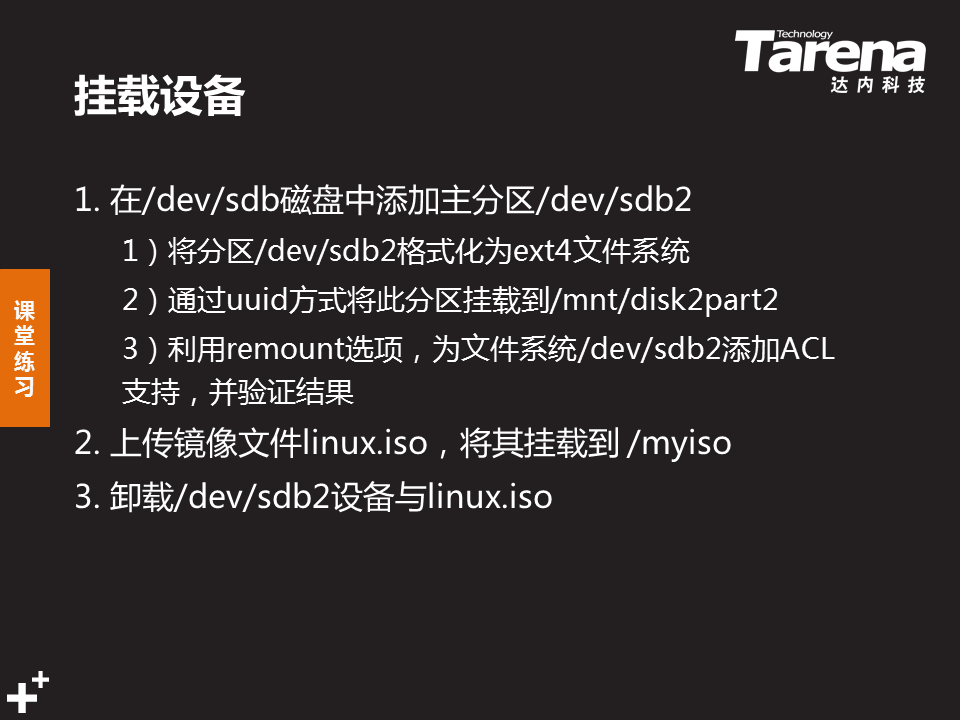 Technology
Tarena
达内科技
挂载设备
1. 在/dev/sdb磁盘中添加主分区/dev/sdb2
1）将分区/dev/sdb2格式化为ext4文件系统
2）通过uuid方式将此分区挂载到/mnt/disk2part2
3）利用remount选项，为文件系统/dev/sdb2添加ACL
支持，并验证结果
2. 上传镜像文件linux.iso，将其挂载到 /myiso
3. 卸载/dev/sdb2设备与linux.iso
课
堂
练
习